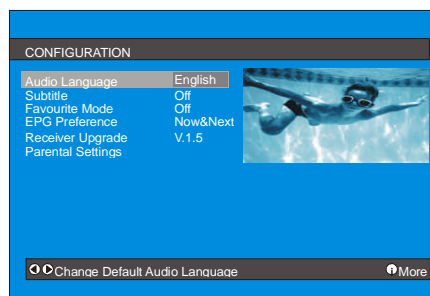 CONFIGURATION
Audio Language English
Subtitle Off
Favourite Mode Off
EPG Preference Now&Next
Receiver Upgrade V.1.5
Parental Settings
Change Default Audio Language i More